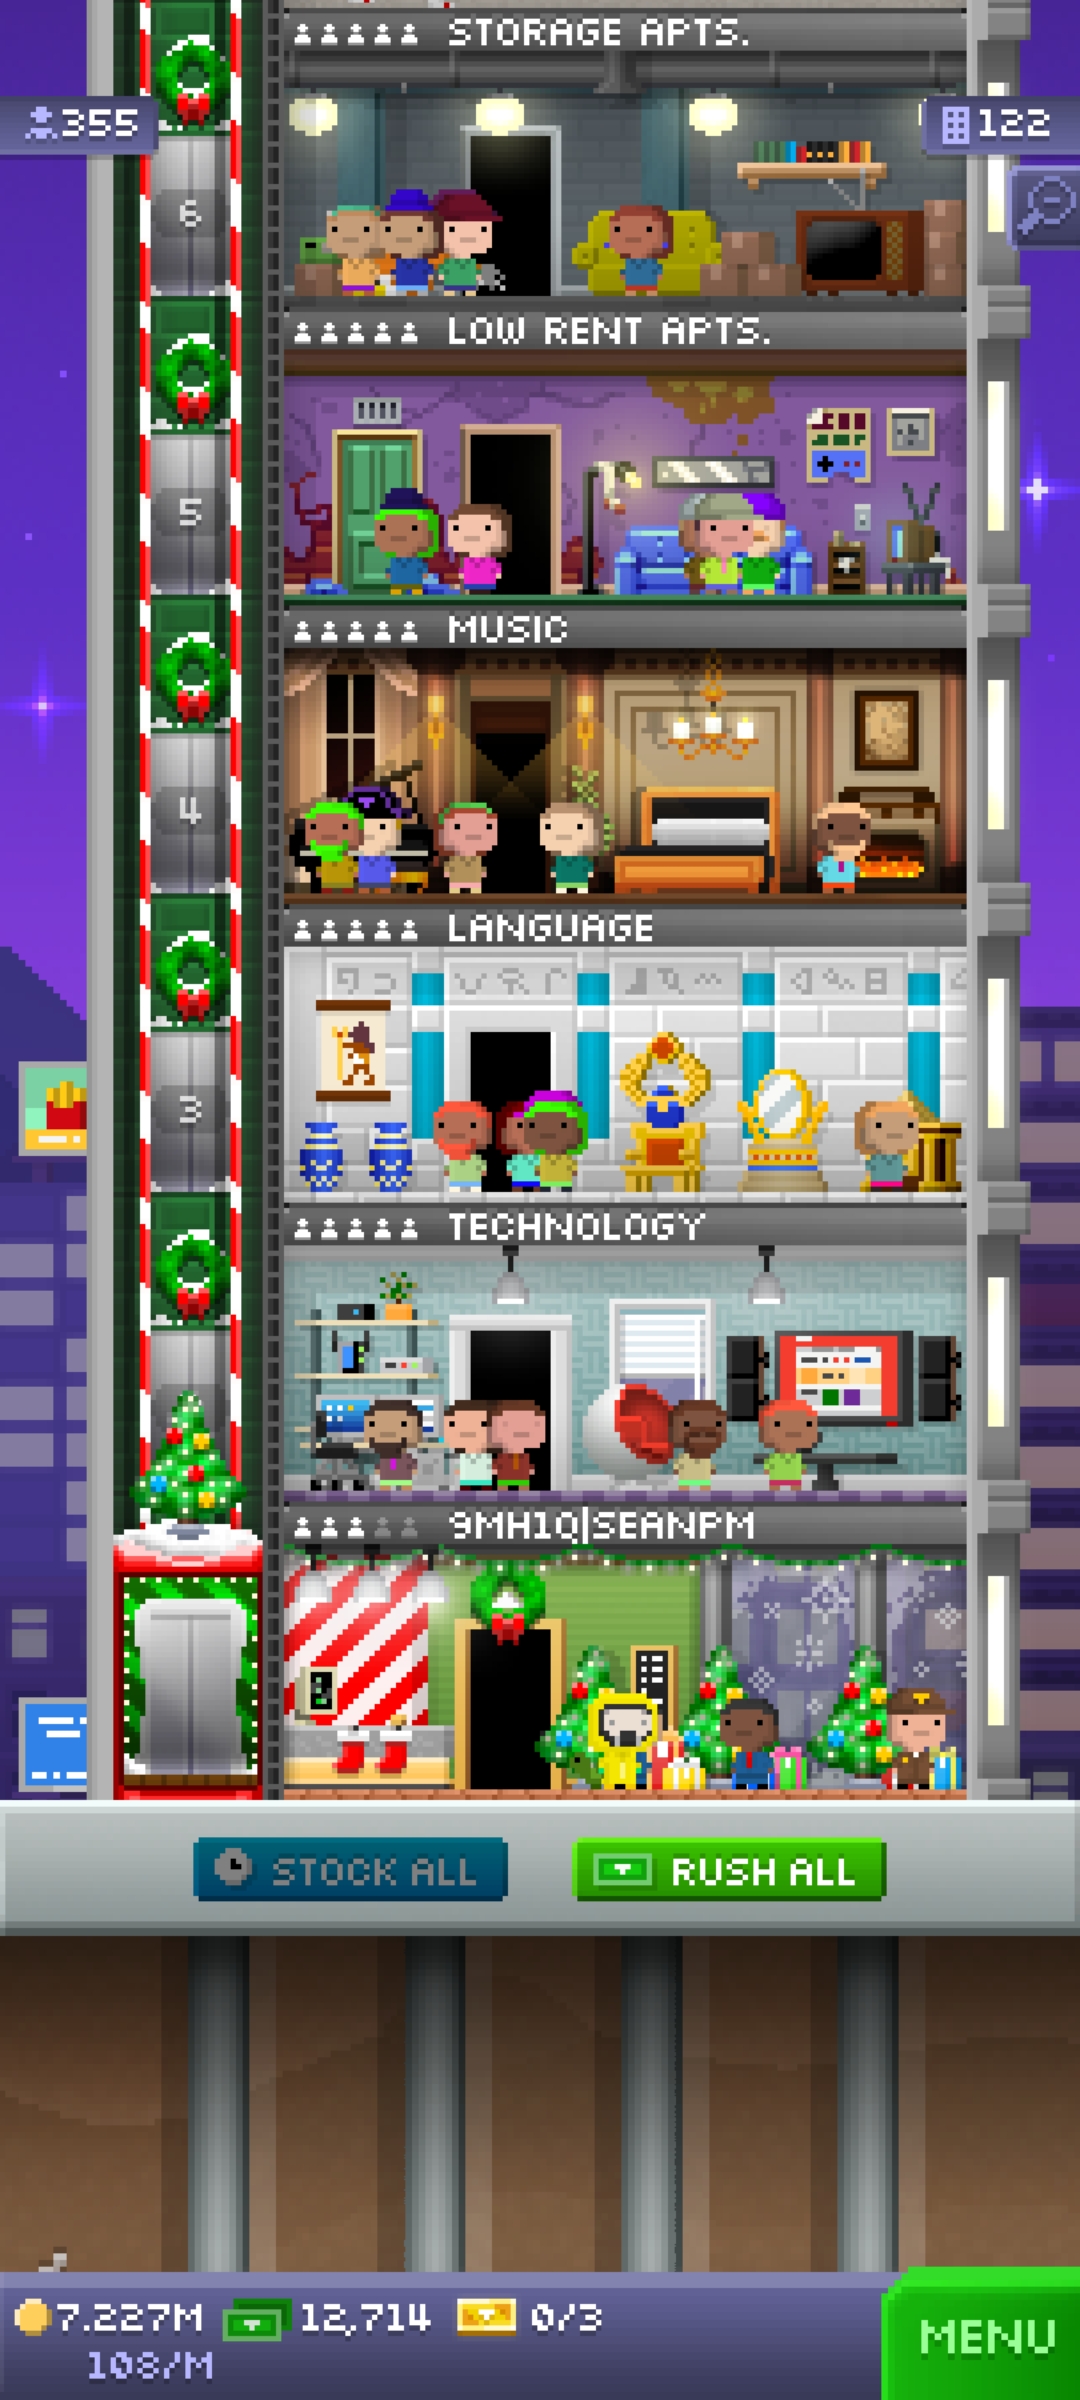 STORAGE APTS.
355
122
6
LOW RENT APTS.
5
MUSIC
4
LANGUAGE
3
TECHNOLOGY
9MH1Q|SEANPM
STOCK ALL
RUSH ALL
7.227M
12,714
0/3
108/M
MENU